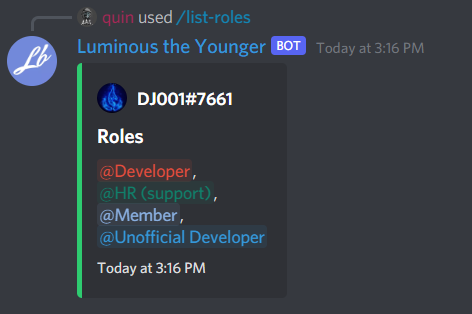 quin used /list-roles
Lb
Luminous the Younger BOT Today at 3:16 PM
DJ001#7661
Roles
@Developer,
@HR (support),
@Member,
@Unofficial Developer
Today at 3:16 PM